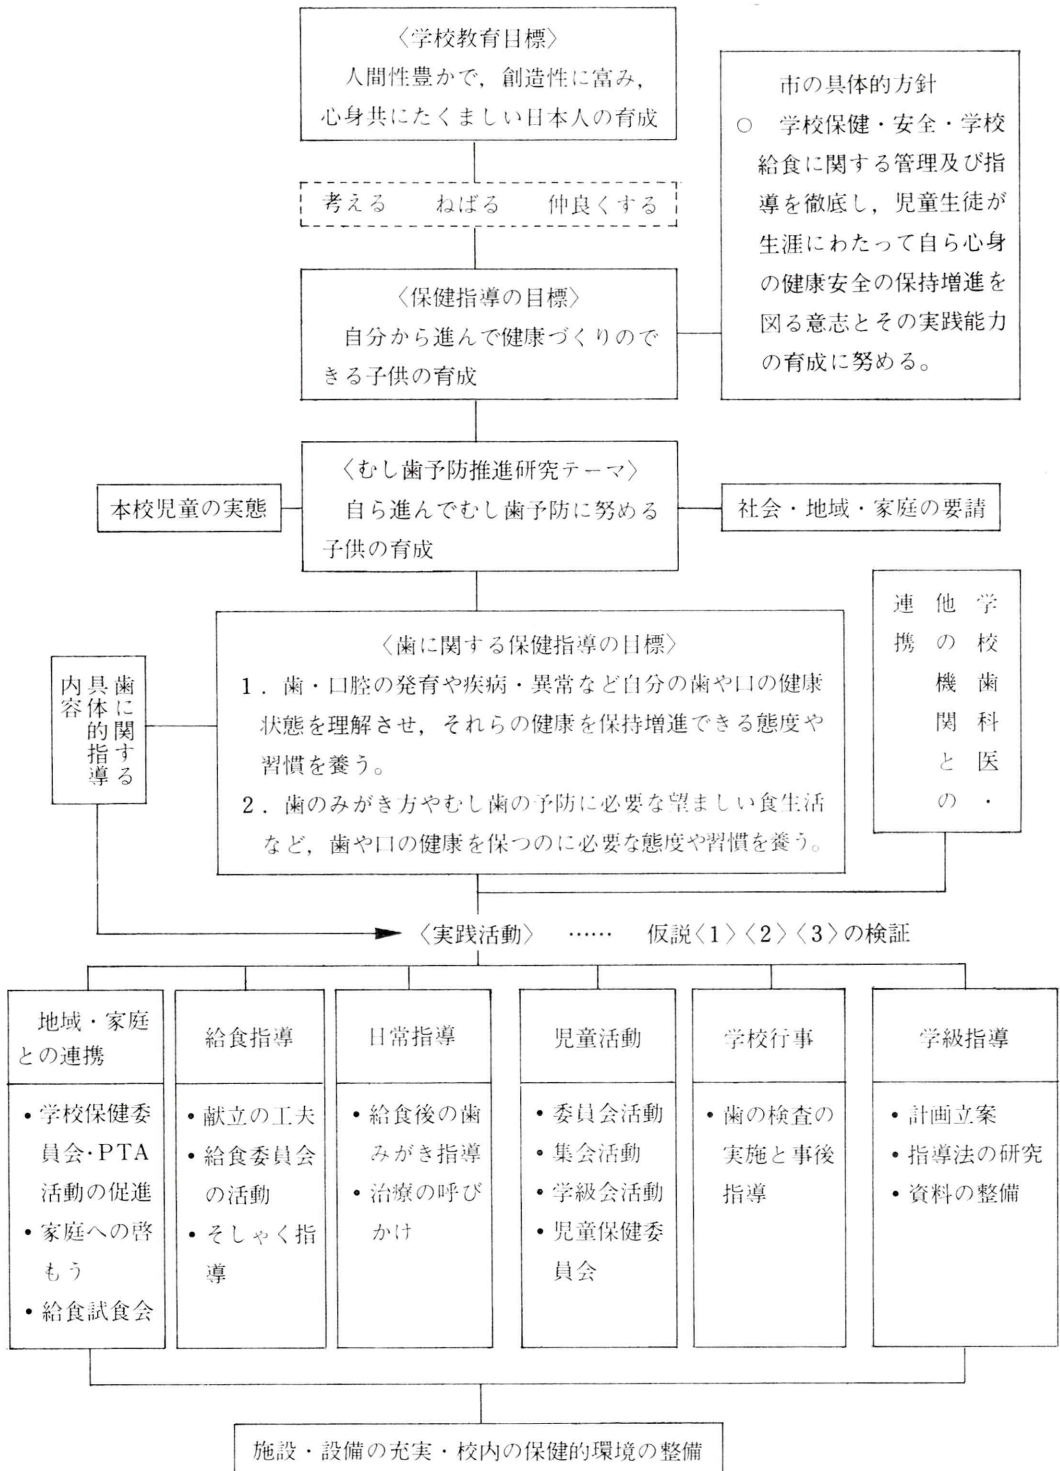 〈学校教育目標〉
人間性豊かで，創造性に富み，
心身共にたくましい日本人の育成
市の具体的方針
○　学校保健・安全・学校
給食に関する管理及び指
導を徹底し，児童生徒が
生涯にわたって自ら心身
の健康安全の保持増進を
図る意志とその実践能力
の育成に努める。
考える　ねばる　仲良くする
〈保健指導の目標〉
自分から進んで健康づくりので
きる子供の育成
〈むし歯予防推進研究テーマ〉
自ら進んでむし歯予防に努める
子供の育成
本校児童の実態
社会・地域・家庭の要請
学校歯科医・
他の機関との
連携
〈歯に関する保健指導の目標〉
1．歯・口腔の発育や疾病・異常など自分の歯や口の健康
状態を理解させ，それらの健康を保持増進できる態度や
習慣を養う。
2．歯のみがき方やむし歯の予防に必要な望ましい食生活
など，歯や口の健康を保つのに必要な態度や習慣を養う。
歯に関する
具体的指導
内容
〈実践活動〉　……　仮説〈1〉〈2〉〈3〉の検証
地域・家庭
との連携
・学校保健委
員会・PTA
活動の促進
・家庭への啓
もう
・給食試食会
給食指導
・献立の工夫
・給食委員会
の活動
・そしゃく指
導
日常指導
・給食後の歯
みがき指導
・治療の呼び
かけ
児童活動
・委員会活動
・集会活動
・学級会活動
・児童保健委
員会
学校行事
・歯の検査の
実施と事後
指導
学級指導
・計画立案
・指導法の研究
・資料の整備
施設・設備の充実・校内の保健的環境の整備